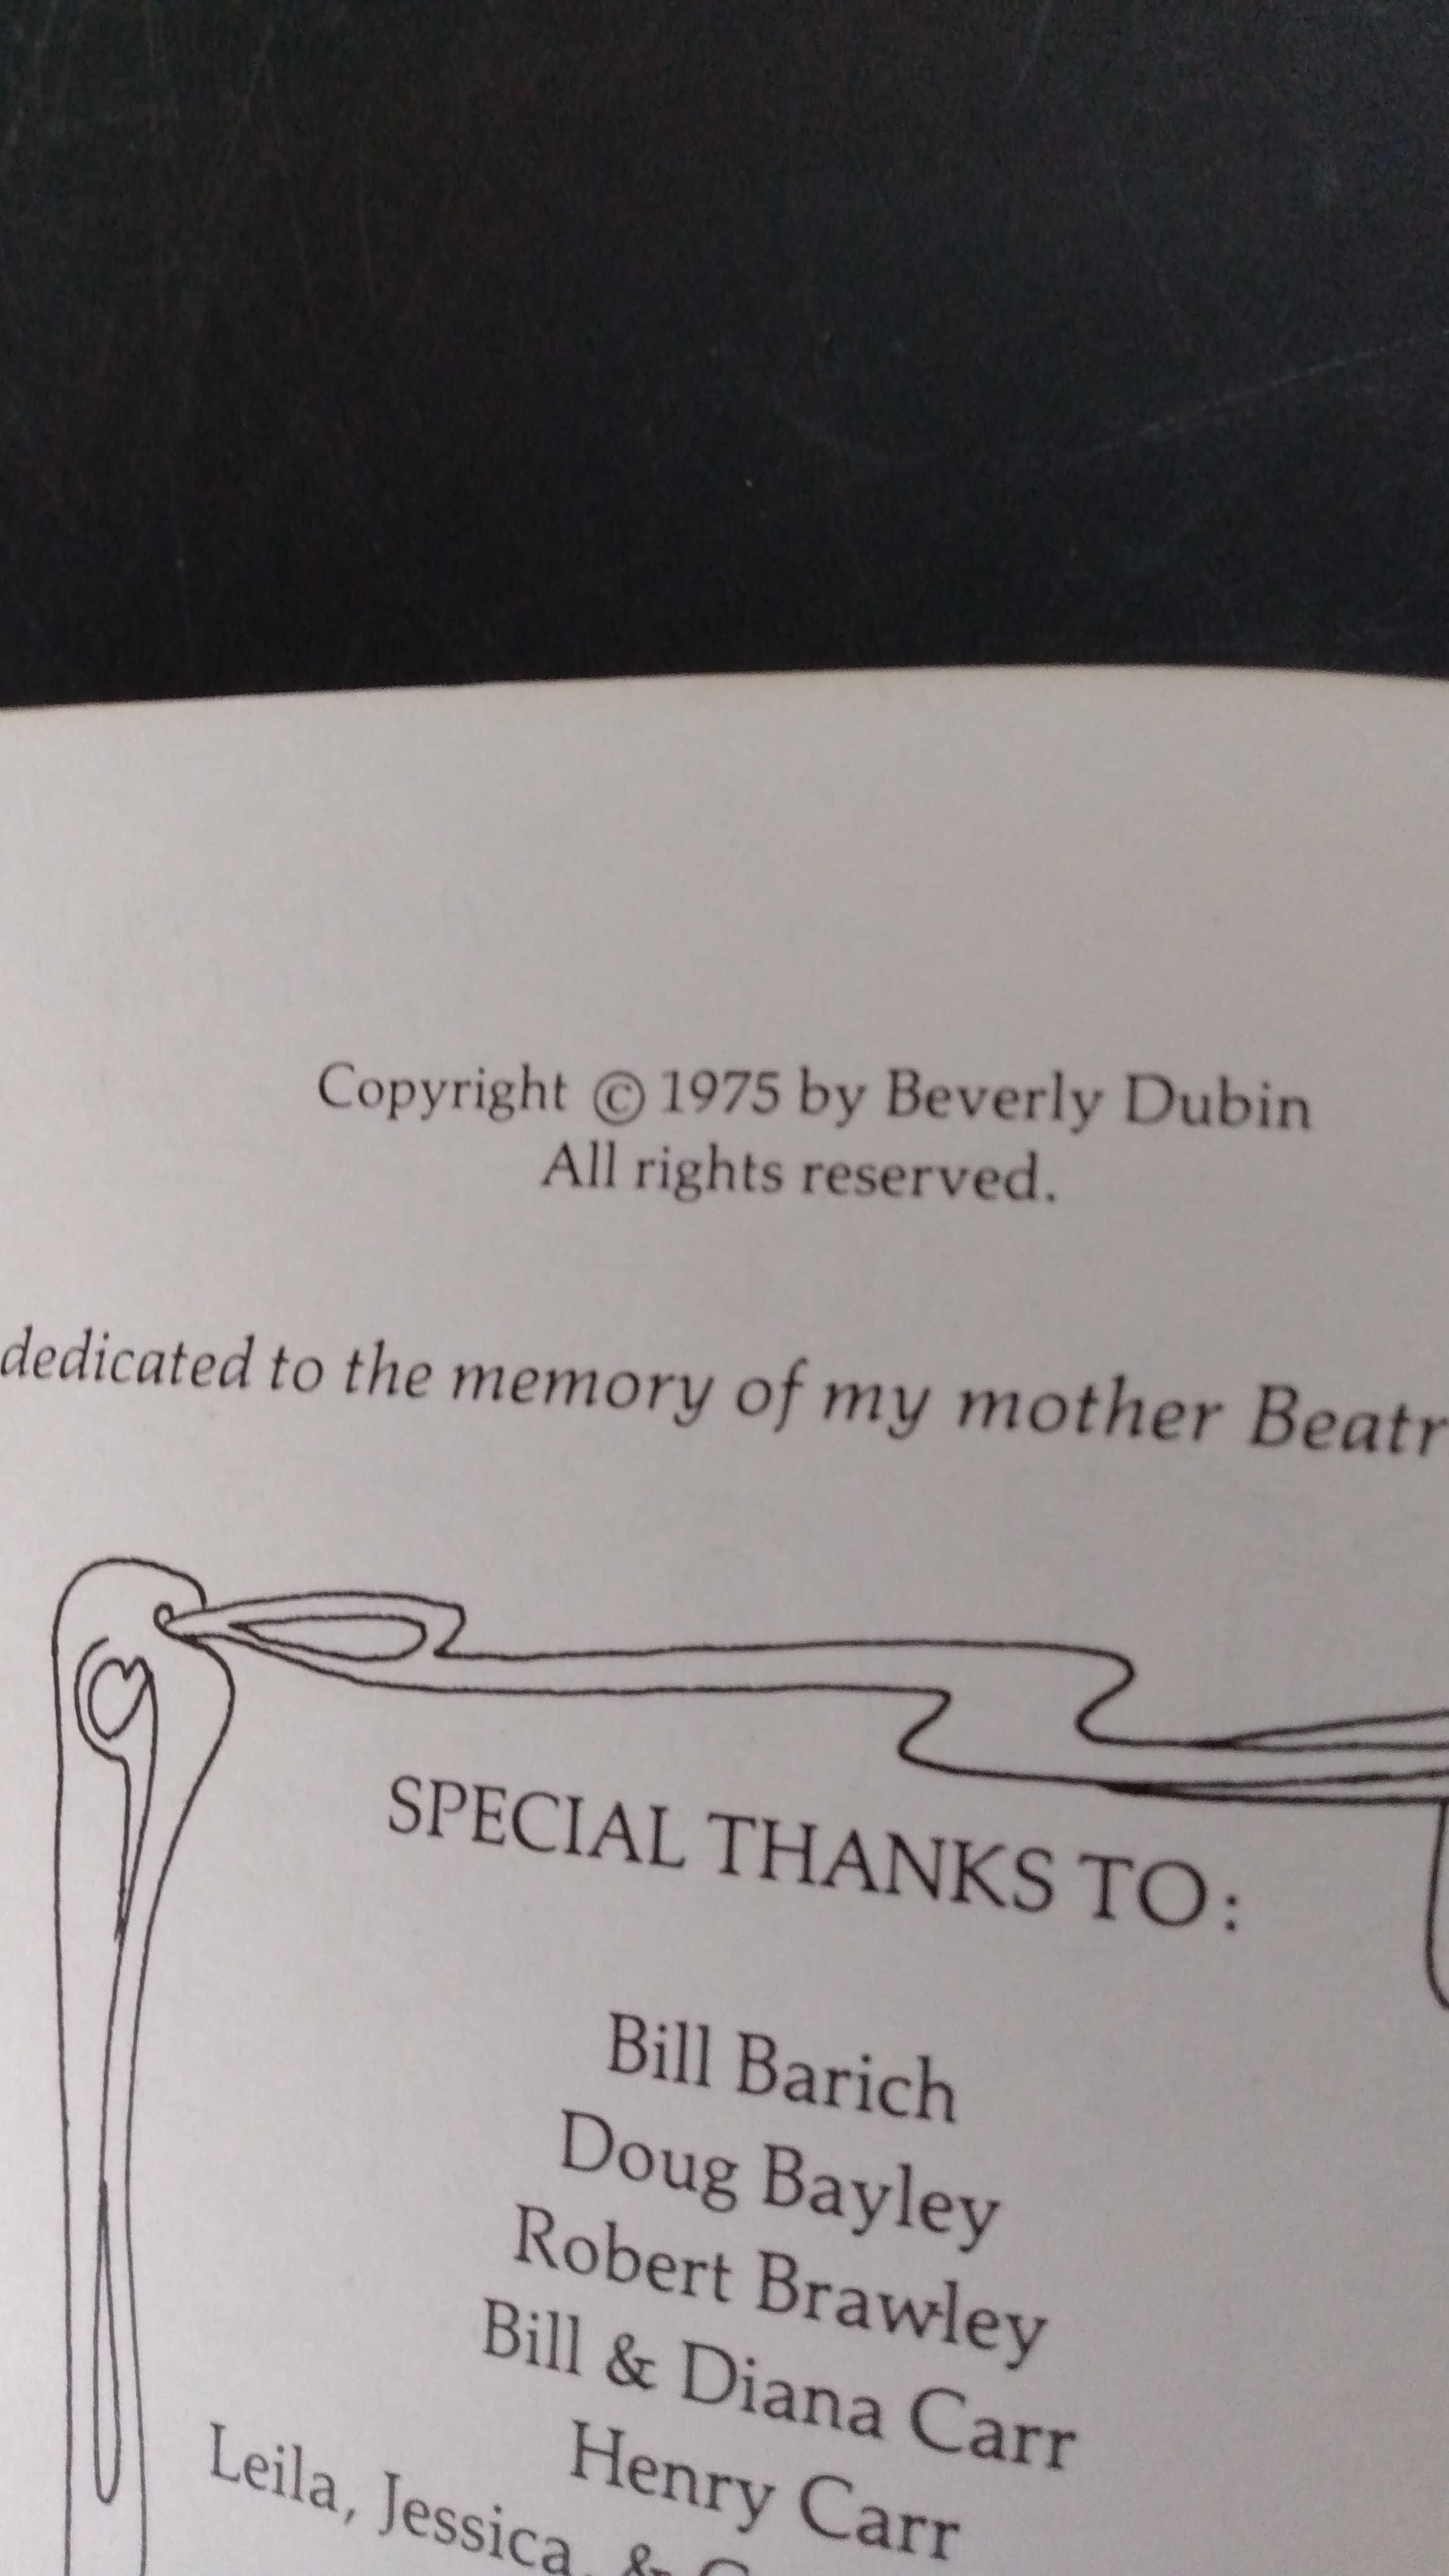 Copyright © 1975 by Beverly Dubin
All rights reserved.
dedicated to the memory of my mother
SPECIAL THANKS TO:
Bill Barich
Doug Bayley
Robert Brawley
Bill & Diana Carr
Henry Carr
Leila, Jessica, &